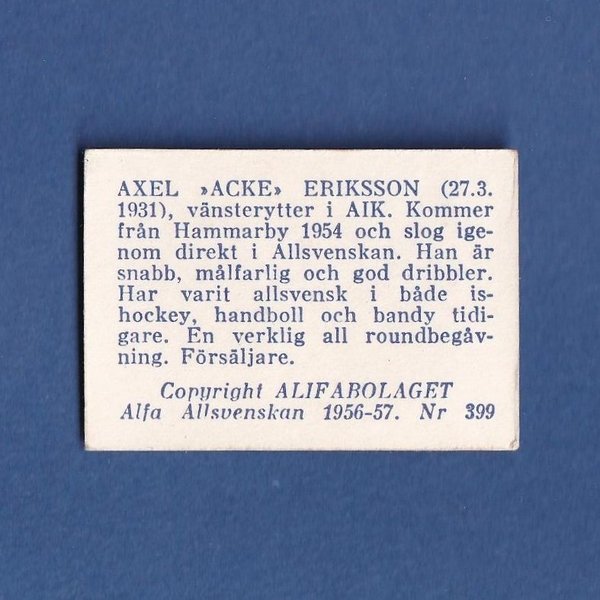 AXEL »ACKE» ERIKSSON (27.3.
1931), vänsterytter i AIK. Kommer
från Hammarby 1954 och slog ige-
nom direkt i Allsvenskan. Han är
snabb, målfarlig och god dribbler.
Har varit allsvensk i både is-
hockey, handboll och bandy tidi-
gare. En verklig all roundbegåv-
ning. Försäljare.
Copyright ALIFABOLAGET
Alfa Allsvenskan 1956-57. Nr 399